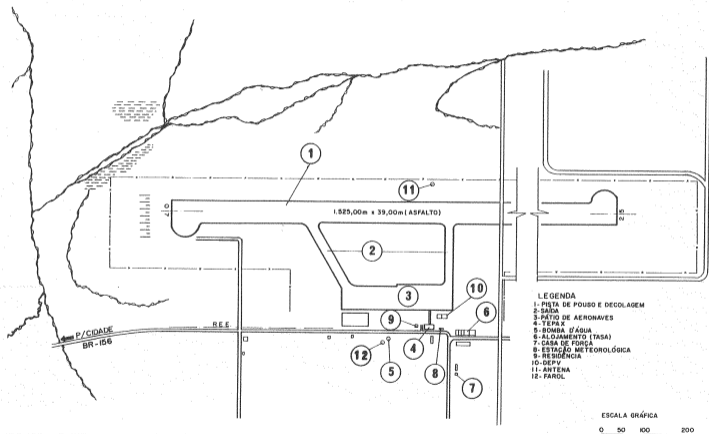 1
11
07
1.525,00m x 39,00m (ASFALTO)
25
2
3
10
9
6
4
12
5
8
7
P/CIDADE
BR-156
R.E.E.
LEGENDA
1- PISTA DE POUSO E DECOLAGEM
2- SAÍDA
3- PÁTIO DE AERONAVES
4- TEPAX
5- BOMBA D'ÁGUA
6- ALOJAMENTO (TASA)
7- CASA DE FORÇA
8- ESTAÇÃO METEOROLÓGICA
9- RESIDÊNCIA
10- DEPV
11- ANTENA
12- FAROL
ESCALA GRÁFICA
0 50 100 200